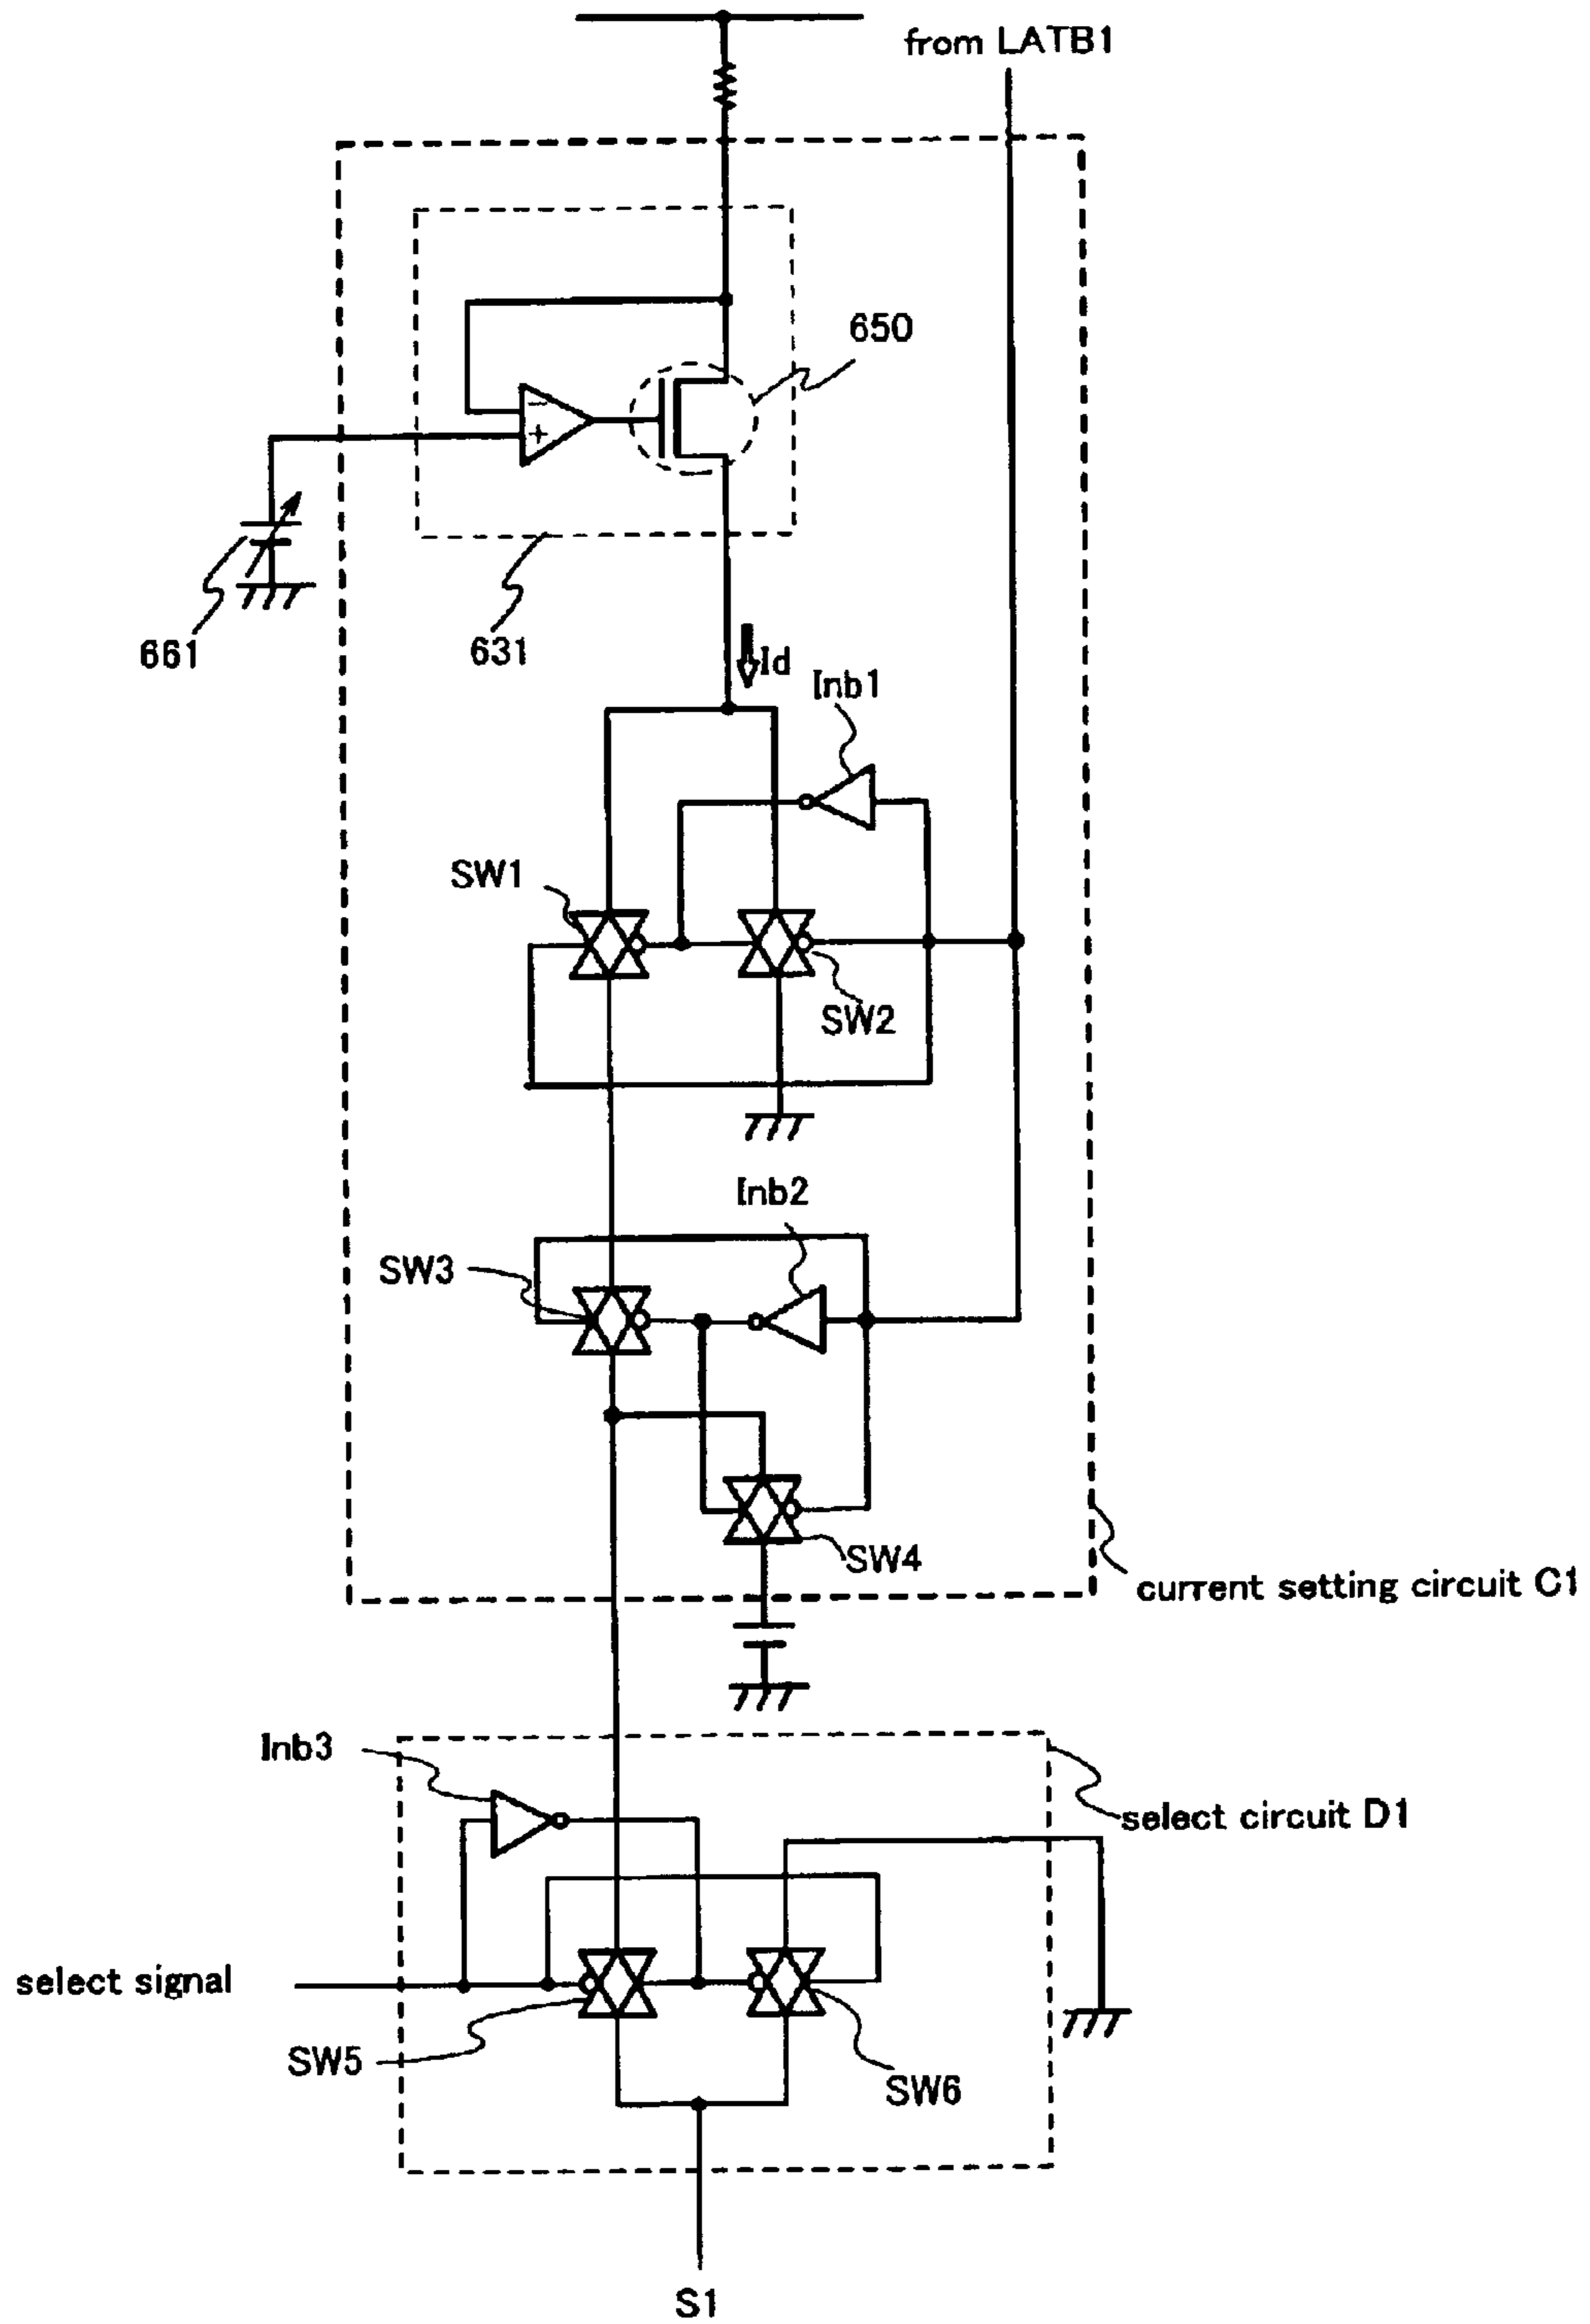 from LATB1
650
−
+
661
631
Id
Inb1
SW1
SW2
Inb2
SW3
SW4
current setting circuit C1
Inb3
select circuit D1
select signal
SW5
SW6
S1